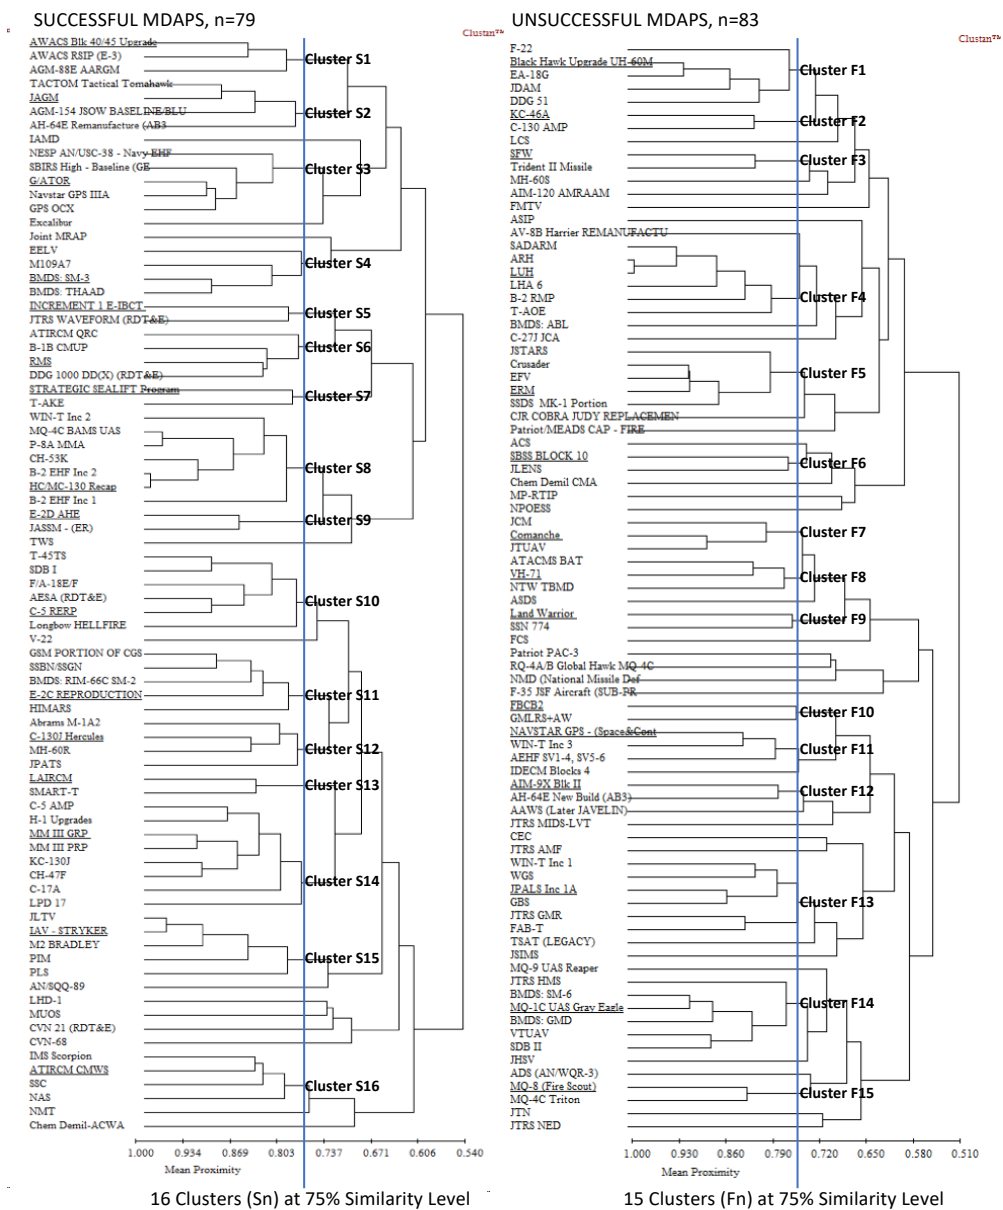 SUCCESSFUL MDAPS, n=79
Clustan™
AWACS Blk 40/45 Upgrade
AWACS RSIP (E-3)
AGM-88E AARGM
TACTOM Tactical Tomahawk
JAGM
AGM-154 JSOW BASELINE/BLU
AH-64E Remanufacture (AB3
IAMD
NESP AN/USC-38 - Navy EHF
SBIRS High - Baseline (GE
G/ATOR
Navstar GPS IIIA
GPS OCX
Excalibur
Joint MRAP
EELV
M109A7
BMDS: SM-3
BMDS: THAAD
INCREMENT 1 E-IBCT
JTRS WAVEFORM (RDT&E)
ATIRCM QRC
B-1B CMUP
RMS
DDG 1000 DD(X) (RDT&E)
STRATEGIC SEALIFT Program
T-AKE
WIN-T Inc 2
MQ-4C BAMS UAS
P-8A MMA
CH-53K
B-2 EHF Inc 2
HC/MC-130 Recap
B-2 EHF Inc 1
E-2D AHE
JASSM - (ER)
TWS
T-45TS
SDB I
F/A-18E/F
AESA (RDT&E)
C-5 RERP
Longbow HELLFIRE
V-22
GSM PORTION OF CGS
SSBN/SSGN
BMDS: RIM-66C SM-2
E-2C REPRODUCTION
HIMARS
Abrams M-1A2
C-130J Hercules
MH-60R
JPATS
LAIRCM
SMART-T
C-5 AMP
H-1 Upgrades
MM III GRP
MM III PRP
KC-130J
CH-47F
C-17A
LPD 17
JLTV
IAV - STRYKER
M2 BRADLEY
PIM
PLS
AN/SQQ-89
LHD-1
MUOS
CVN 21 (RDT&E)
CVN-68
IMS Scorpion
ATIRCM CMWS
SSC
NAS
NMT
Chem Demil-ACWA
Cluster S1
Cluster S2
Cluster S3
Cluster S4
Cluster S5
Cluster S6
Cluster S7
Cluster S8
Cluster S9
Cluster S10
Cluster S11
Cluster S12
Cluster S13
Cluster S14
Cluster S15
Cluster S16
1.000 0.934 0.869 0.803 0.737 0.671 0.606 0.540
Mean Proximity
16 Clusters (Sn) at 75% Similarity Level
UNSUCCESSFUL MDAPS, n=83
Clustan™
F-22
Black Hawk Upgrade UH-60M
EA-18G
JDAM
DDG 51
KC-46A
C-130 AMP
LCS
SFW
Trident II Missile
MH-60S
AIM-120 AMRAAM
FMTV
ASIP
AV-8B Harrier REMANUFACTU
SADARM
ARH
LUH
LHA 6
B-2 RMP
T-AOE
BMDS: ABL
C-27J JCA
JSTARS
Crusader
EFV
ERM
SSDS MK-1 Portion
CJR COBRA JUDY REPLACEMEN
Patriot/MEADS CAP - FIRE
ACS
SBSS BLOCK 10
JLENS
Chem Demil CMA
MP-RTIP
NPOESS
JCM
Comanche
JTUAV
ATACMS BAT
VH-71
NTW TBMD
ASDS
Land Warrior
SSN 774
FCS
Patriot PAC-3
RQ-4A/B Global Hawk MQ-4C
NMD (National Missile Def
F-35 JSF Aircraft (SUB-PR
FBCB2
GMLRS+AW
NAVSTAR GPS - (Space&Cont
WIN-T Inc 3
AEHF SV1-4, SV5-6
IDECM Blocks 4
AIM-9X Blk II
AH-64E New Build (AB3)
AAWS (Later JAVELIN)
JTRS MIDS-LVT
CEC
JTRS AMF
WIN-T Inc 1
WGS
JPALS Inc 1A
GBS
JTRS GMR
FAB-T
TSAT (LEGACY)
JSIMS
MQ-9 UAS Reaper
JTRS HMS
BMDS: SM-6
MQ-1C UAS Gray Eagle
BMDS: GMD
VTUAV
SDB II
JHSV
ADS (AN/WQR-3)
MQ-8 (Fire Scout)
MQ-4C Triton
JTN
JTRS NED
Cluster F1
Cluster F2
Cluster F3
Cluster F4
Cluster F5
Cluster F6
Cluster F7
Cluster F8
Cluster F9
Cluster F10
Cluster F11
Cluster F12
Cluster F13
Cluster F14
Cluster F15
1.000 0.930 0.860 0.790 0.720 0.650 0.580 0.510
Mean Proximity
15 Clusters (Fn) at 75% Similarity Level